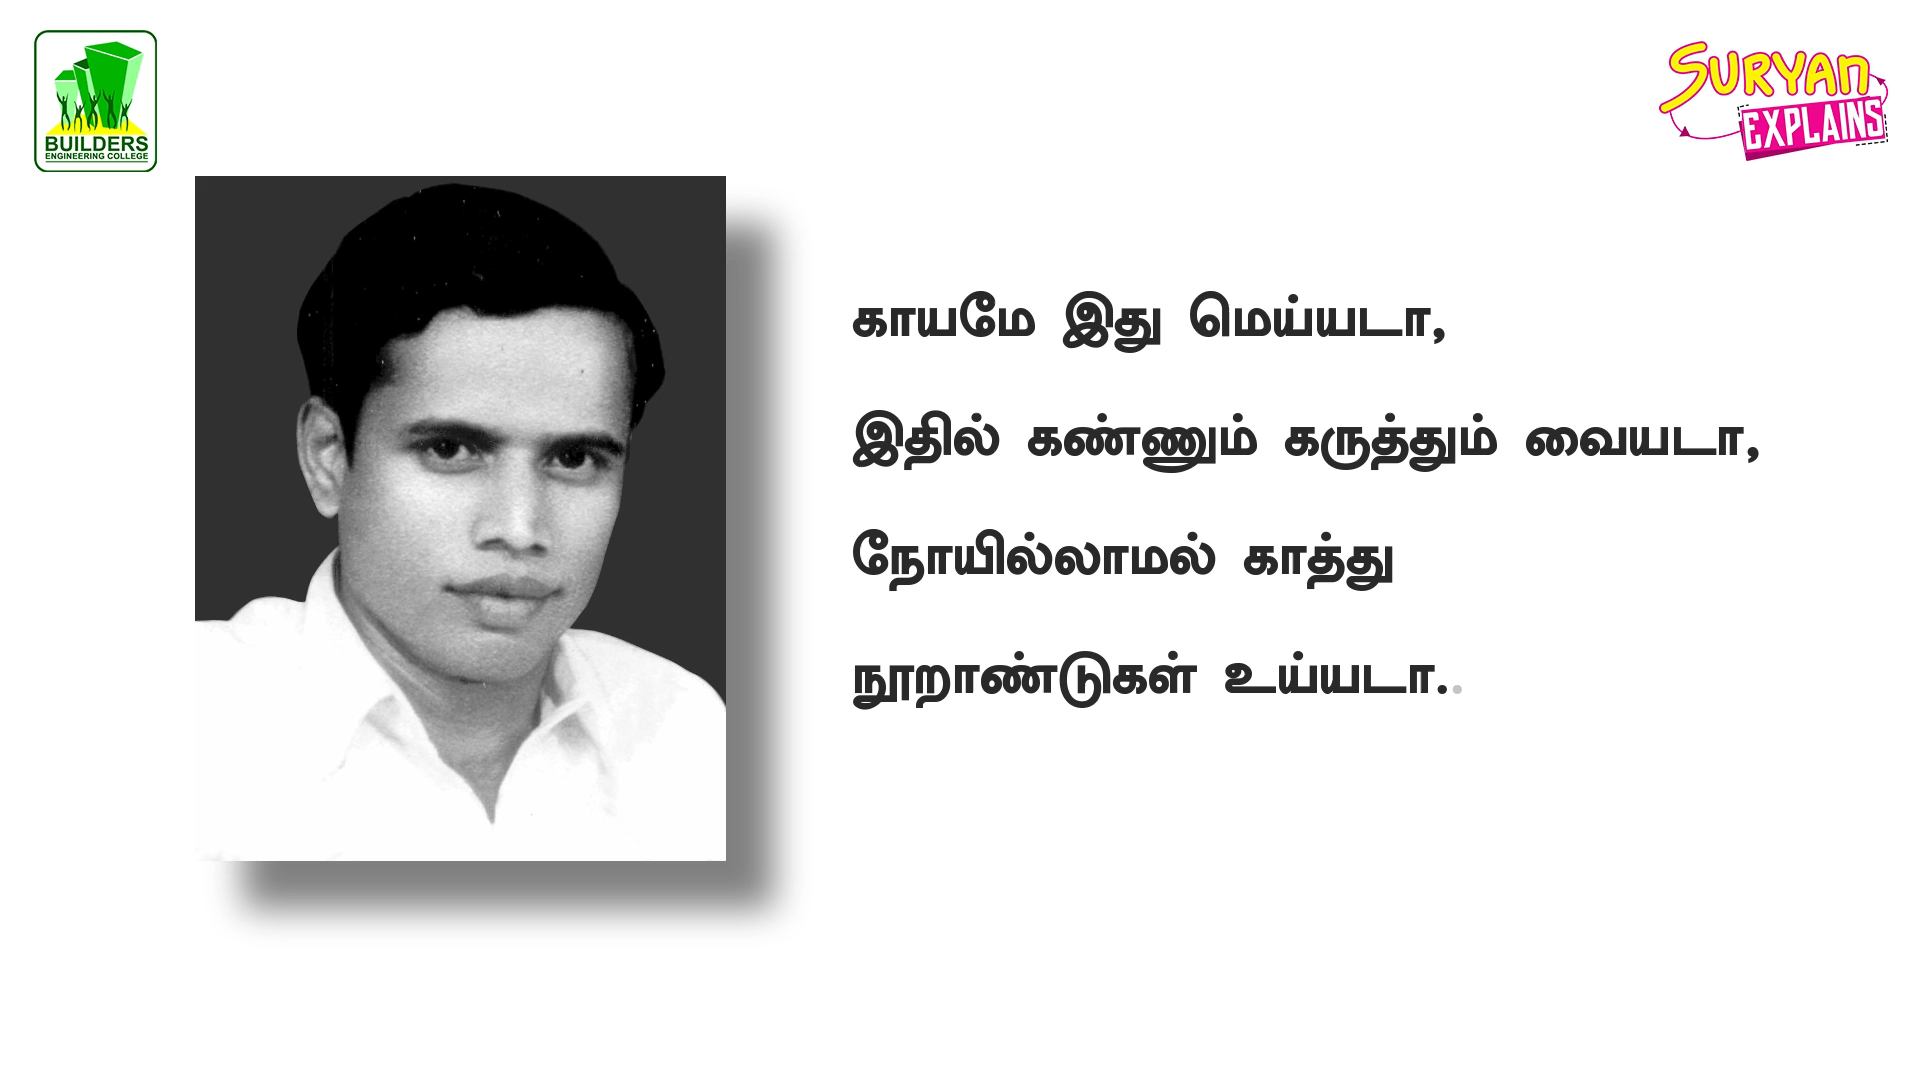 BUILDERS
ENGINEERING COLLEGE
SURYAN
EXPLAINS
காயமே இது மெய்யடா,
இதில் கண்ணும் கருத்தும் வையடா,
நோயில்லாமல் காத்து
நூறாண்டுகள் உய்யடா..